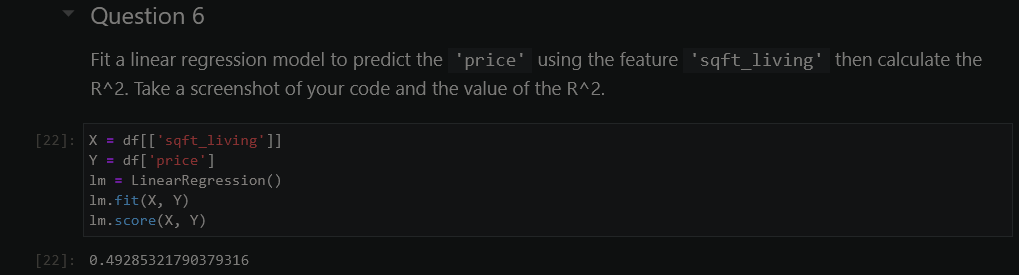 Question 6
Fit a linear regression model to predict the 'price' using the feature 'sqft_living' then calculate the
R^2. Take a screenshot of your code and the value of the R^2.
[22]: X = df[['sqft_living']]
Y = df['price']
lm = LinearRegression()
lm.fit(X, Y)
lm.score(X, Y)
[22]: 0.49285321790379316